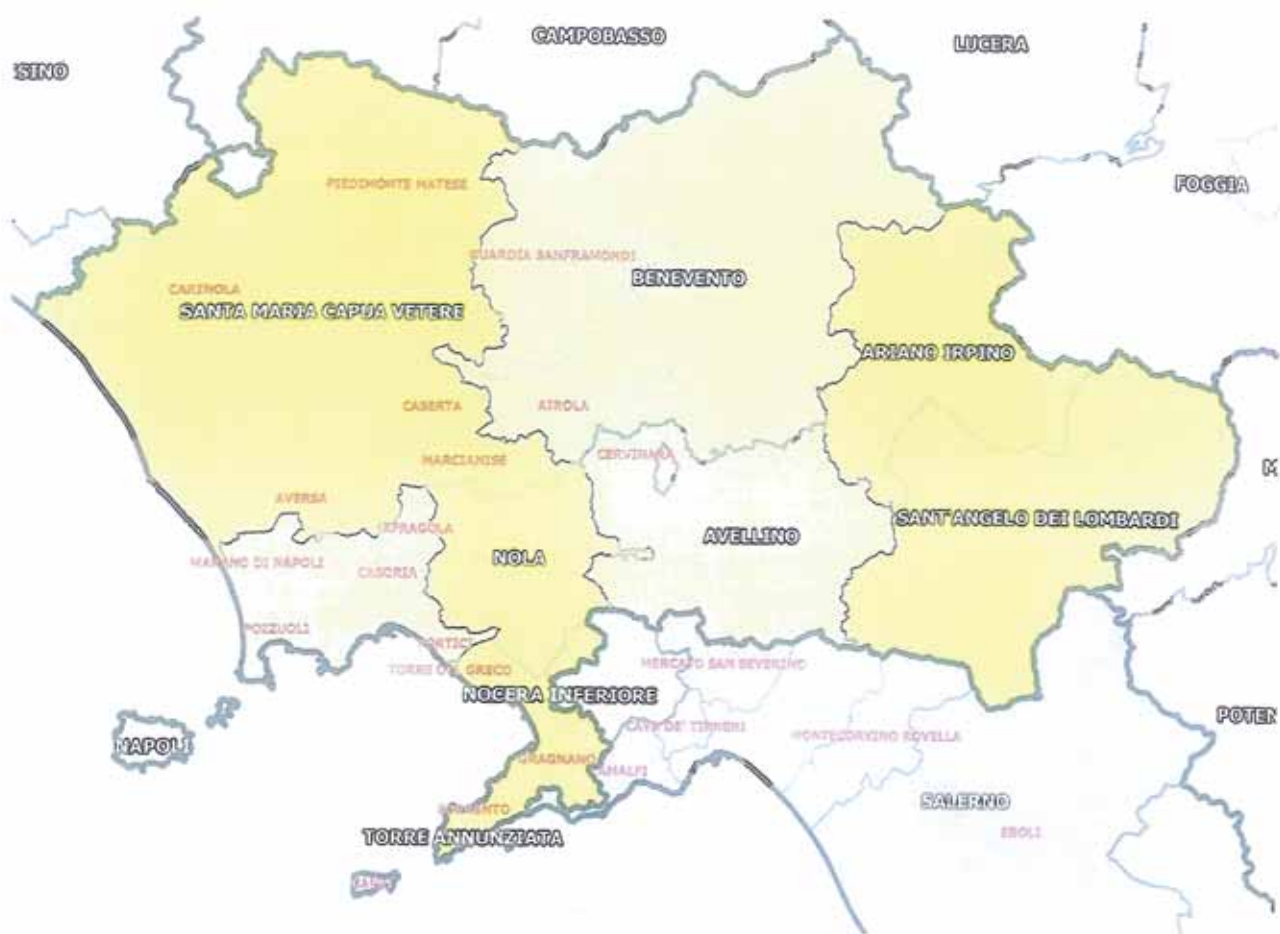 CAMPOBASSO
LUCERA
SINO
PIEDIMONTE MATESE
FOGGIA
GUARDIA SANFRAMONDI
BENEVENTO
CARINOLA
SANTA MARIA CAPUA VETERE
ARIANO IRPINO
CASERTA
AIROLA
CERVINARA
MARCIANISE
M
AVERSA
SANT'ANGELO DEI LOMBARDI
AFRAGOLA
AVELLINO
NOLA
MARANO DI NAPOLI
CASORIA
POZZUOLI
PORTICI
MERCATO SAN SEVERINO
TORRE DEL GRECO
NOCERA INFERIORE
POTEN
CAVA DE' TIRRENI
MONTECORVINO ROVELLA
NAPOLI
GRAGNANO
AMALFI
SALERNO
SORRENTO
EBOLI
TORRE ANNUNZIATA
CAPRI